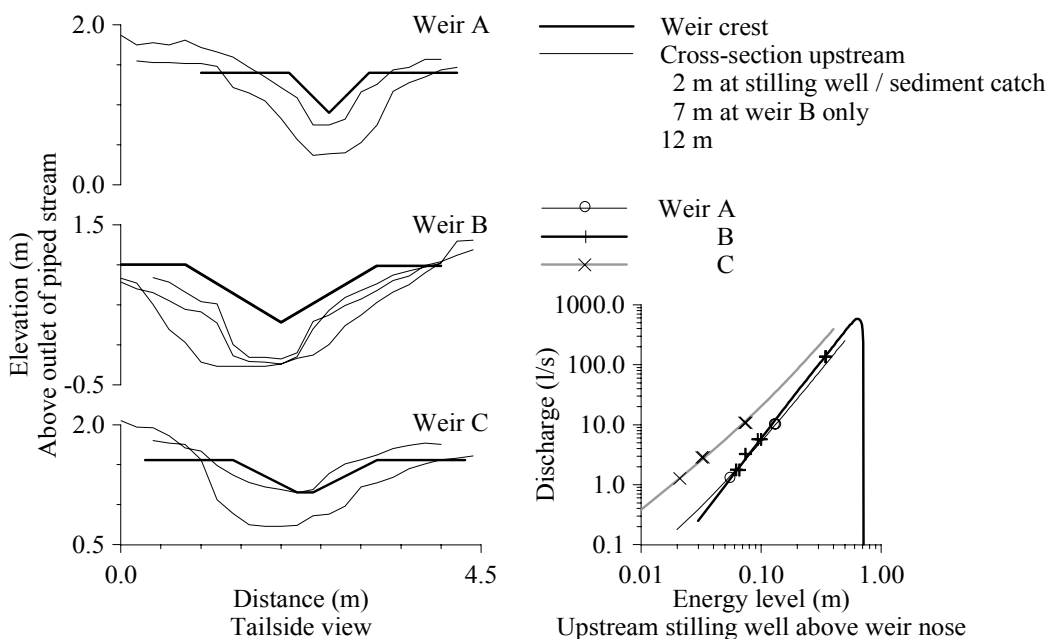 2.0
Weir A
0.0
1.5
Weir B
-0.5
2.0
Weir C
0.5
0.0
4.5
Elevation (m)
Above outlet of piped stream
Distance (m)
Tailside view
Weir crest
Cross-section upstream
2 m at stilling well / sediment catch
7 m at weir B only
12 m
Weir A
B
C
1000.0
100.0
10.0
1.0
0.1
Discharge (l/s)
0.01
0.10
1.00
Energy level (m)
Upstream stilling well above weir nose